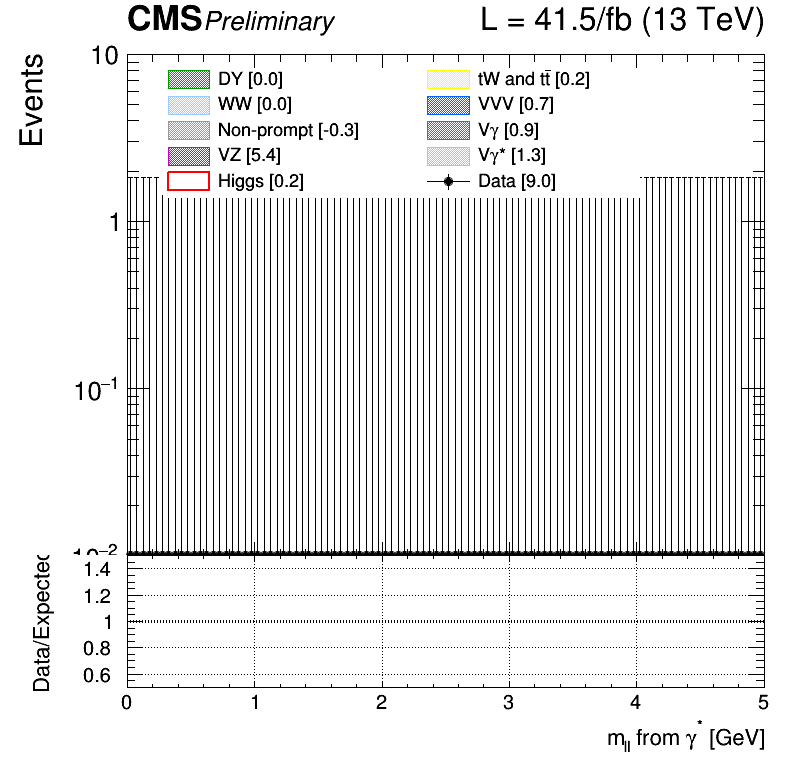 CMS Preliminary L = 41.5/fb (13 TeV)
Events
10
1
10⁻¹
10⁻²
DY [0.0]
WW [0.0]
Non-prompt [-0.3]
VZ [5.4]
Higgs [0.2]
tW and tt̄ [0.2]
VVV [0.7]
Vγ [0.9]
Vγ* [1.3]
Data [9.0]
Data/Expected
1.4
1.2
1
0.8
0.6
0 1 2 3 4 5
m_ll from γ* [GeV]